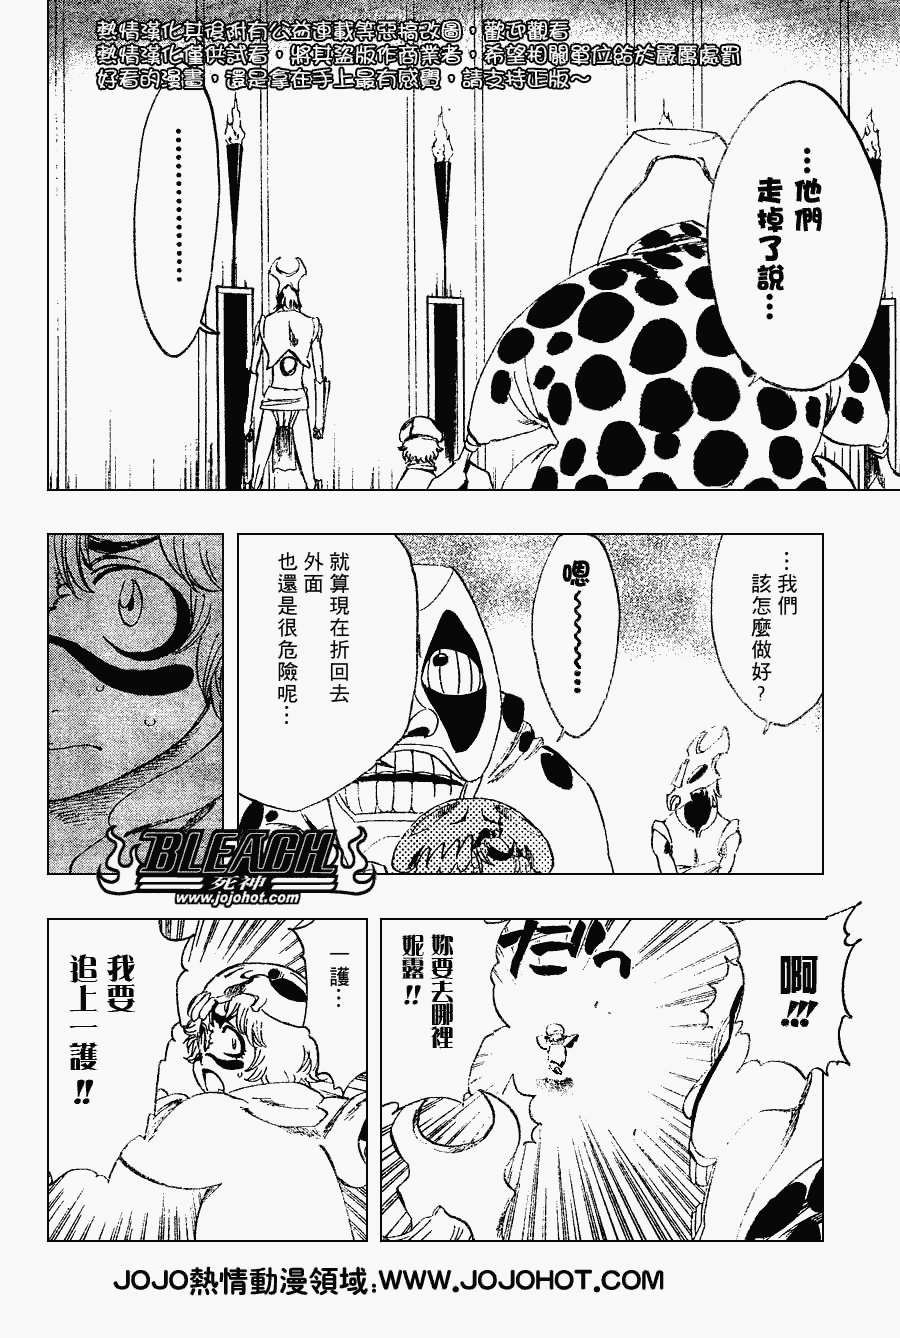 熱情漢化其後附有公益連載等惡搞改圖，歡迎觀看
熱情漢化僅供試看，將其盜版作商業者，希望相關單位給於嚴厲處罰
好看的漫畫，還是拿在手上最有感覺，請支持正版～
…他們
走掉了說…
……………
…我們
該怎麼做好？
嗯～～～……
就算現在折回去
外面
也還是很危險呢…
BLEACH
死神
www.jojohot.com
啊!!!
だッ
妳要去哪裡
妮露!!
一護…
我要
追上一護!!
JOJO熱情動漫領域:WWW.JOJOHOT.COM